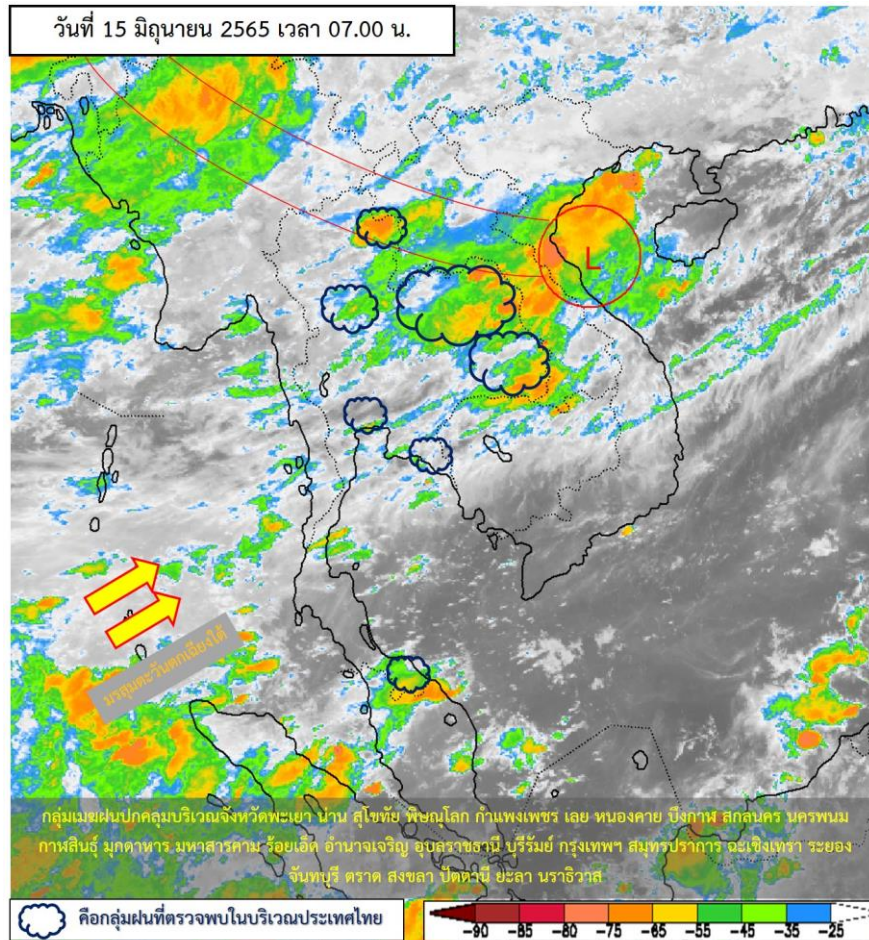 วันที่ 15 มิถุนายน 2565 เวลา 07.00 น.
L
มรสุมตะวันตกเฉียงใต้
กลุ่มเมฆฝนปกคลุมบริเวณจังหวัดพะเยา น่าน สุโขทัย พิษณุโลก กำแพงเพชร เลย หนองคาย บึงกาฬ สกลนคร นครพนม
กาฬสินธุ์ มุกดาหาร มหาสารคาม ร้อยเอ็ด อำนาจเจริญ อุบลราชธานี บุรีรัมย์ กรุงเทพฯ สมุทรปราการ ฉะเชิงเทรา ระยอง
จันทบุรี ตราด สงขลา ปัตตานี ยะลา นราธิวาส
คือกลุ่มฝนที่ตรวจพบในบริเวณประเทศไทย
-90 -85 -80 -75 -65 -55 -45 -35 -25